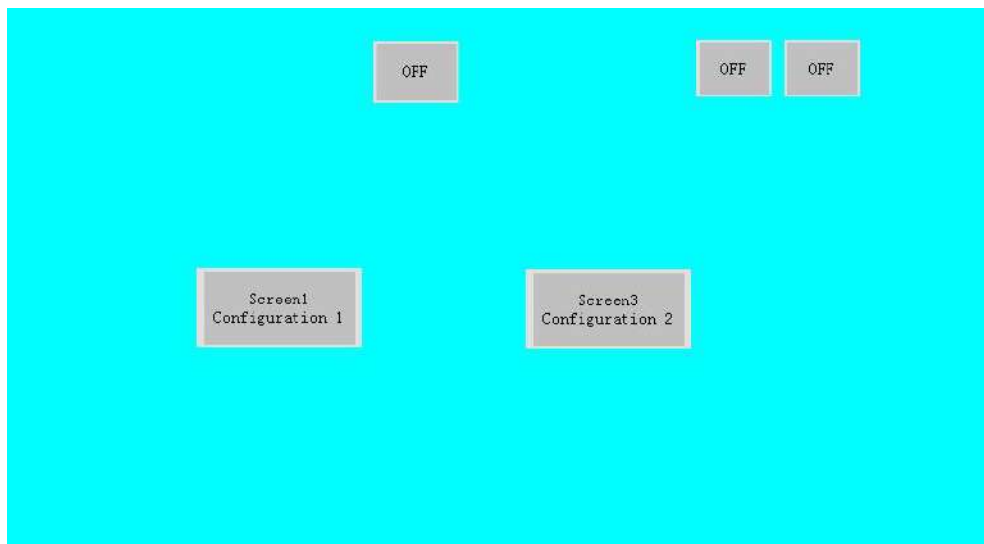 OFF
OFF
OFF
Screen1
Configuration 1
Screen3
Configuration 2